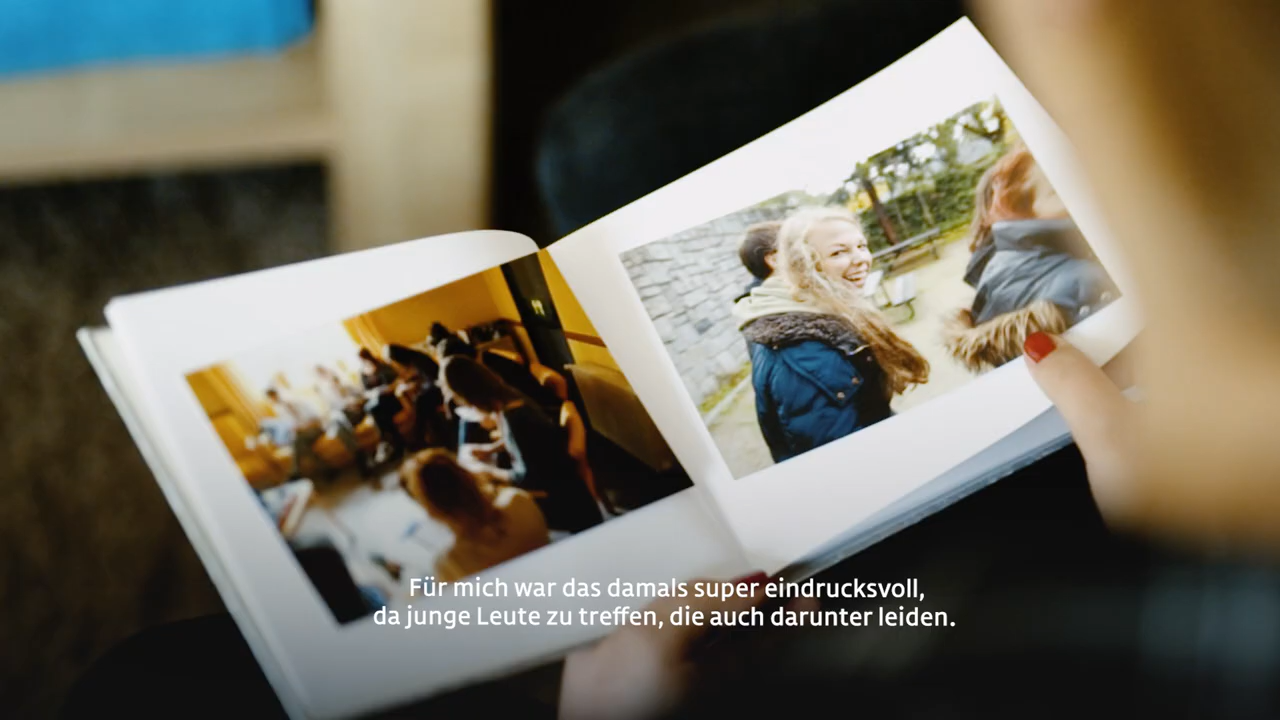 Für mich war das damals super eindrucksvoll,
da junge Leute zu treffen, die auch darunter leiden.